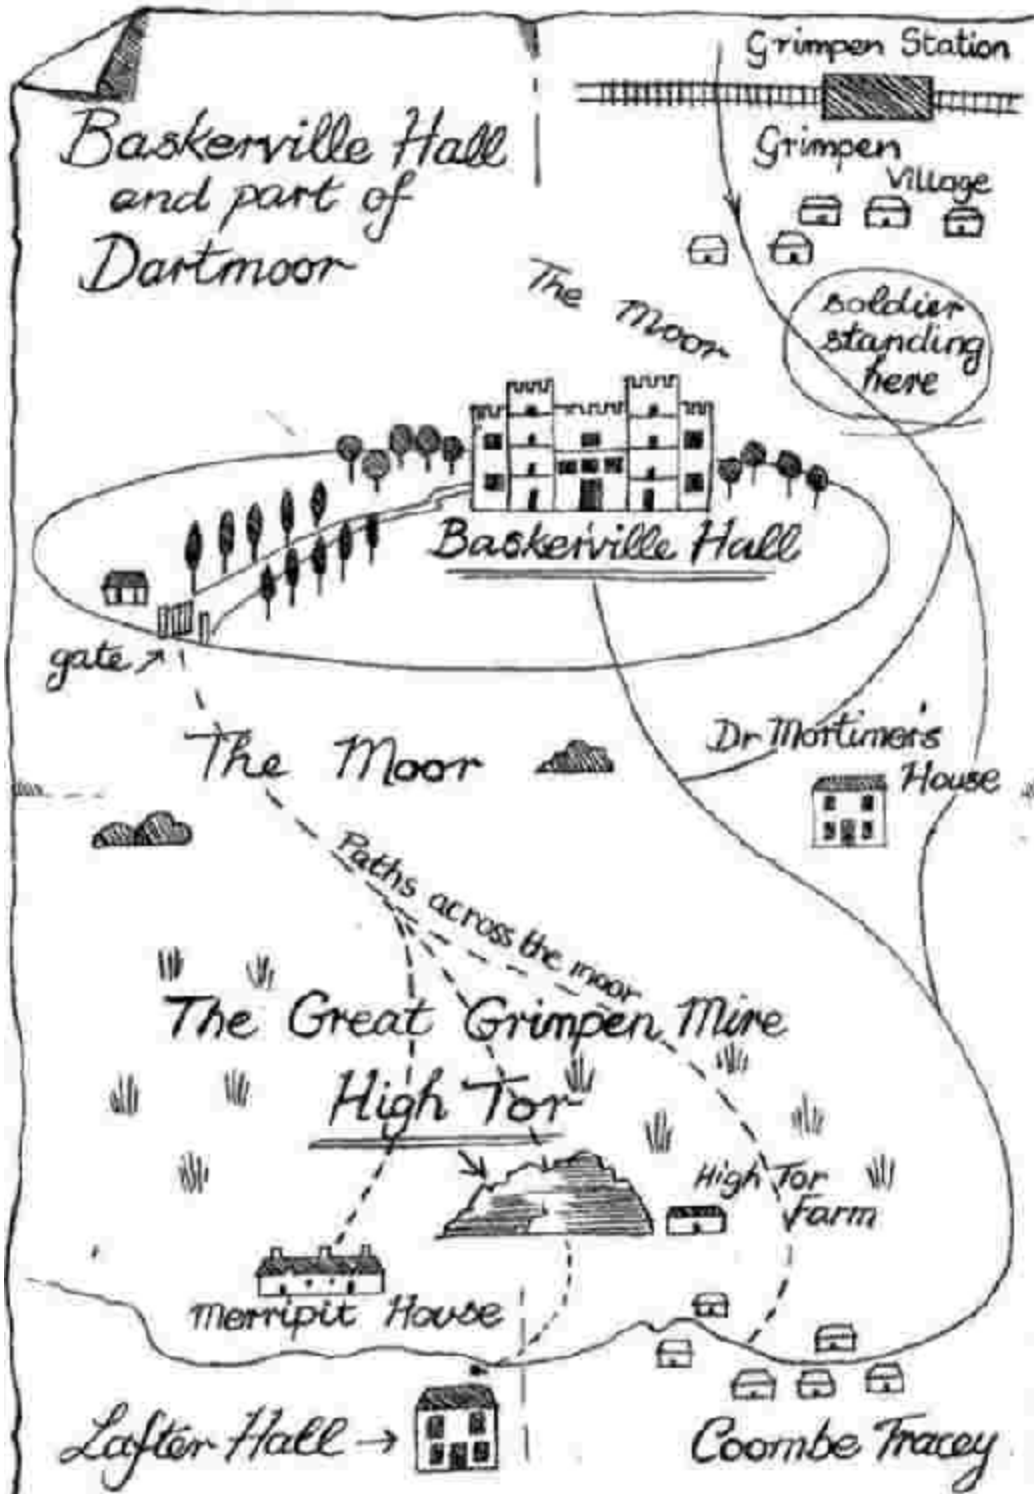 Grimpen Station
Baskerville Hall
and part of
Dartmoor
Grimpen
Village
The Moor
soldier
standing
here
Baskerville Hall
gate
The Moor
Dr Mortimer's
House
Paths across the moor
The Great Grimpen Mire
High Tor
High Tor
Farm
Merripit House
Lafter Hall
Coombe Tracey